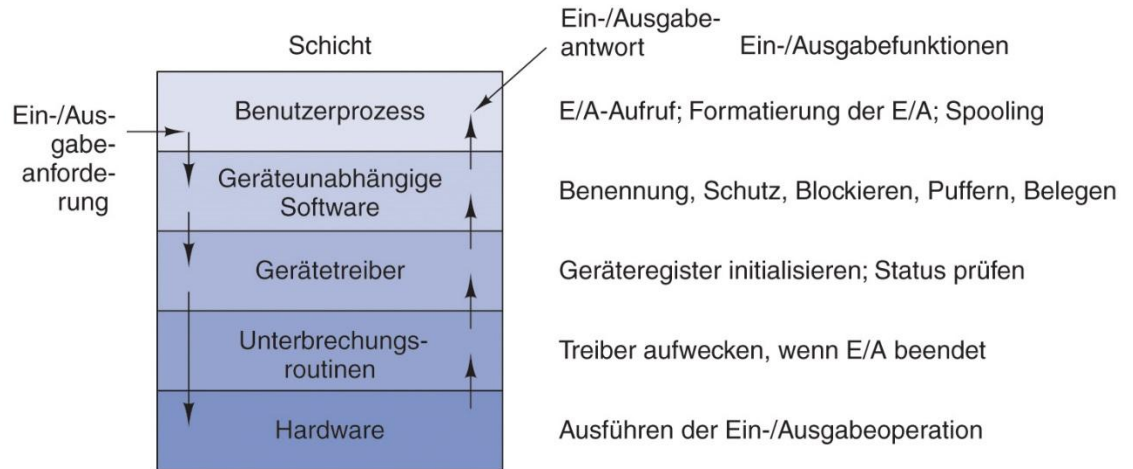 Schicht
Ein-/Ausgabe-
antwort
Ein-/Ausgabefunktionen
Ein-/Aus-
gabe-
anforde-
rung
Benutzerprozess
E/A-Aufruf; Formatierung der E/A; Spooling
Geräteunabhängige
Software
Benennung, Schutz, Blockieren, Puffern, Belegen
Gerätetreiber
Geräteregister initialisieren; Status prüfen
Unterbrechungs-
routinen
Treiber aufwecken, wenn E/A beendet
Hardware
Ausführen der Ein-/Ausgabeoperation